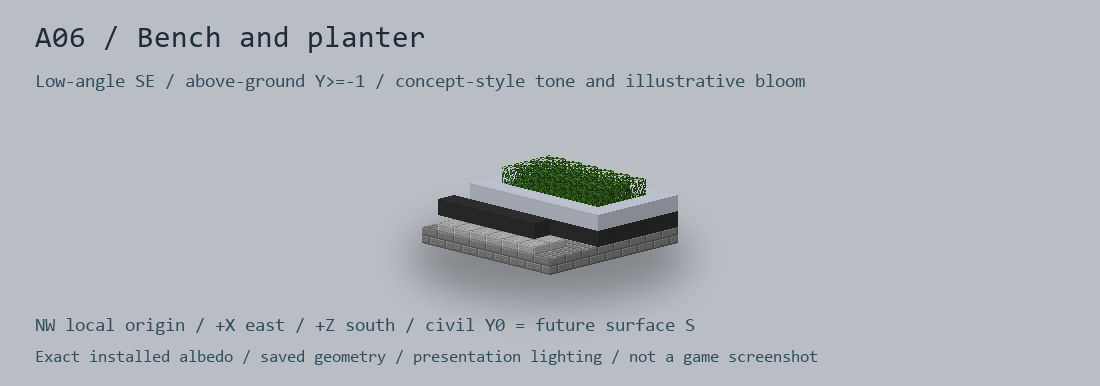 A06 / Bench and planter
Low-angle SE / above-ground Y>=-1 / concept-style tone and illustrative bloom
NW local origin / +X east / +Z south / civil Y0 = future surface S
Exact installed albedo / saved geometry / presentation lighting / not a game screenshot